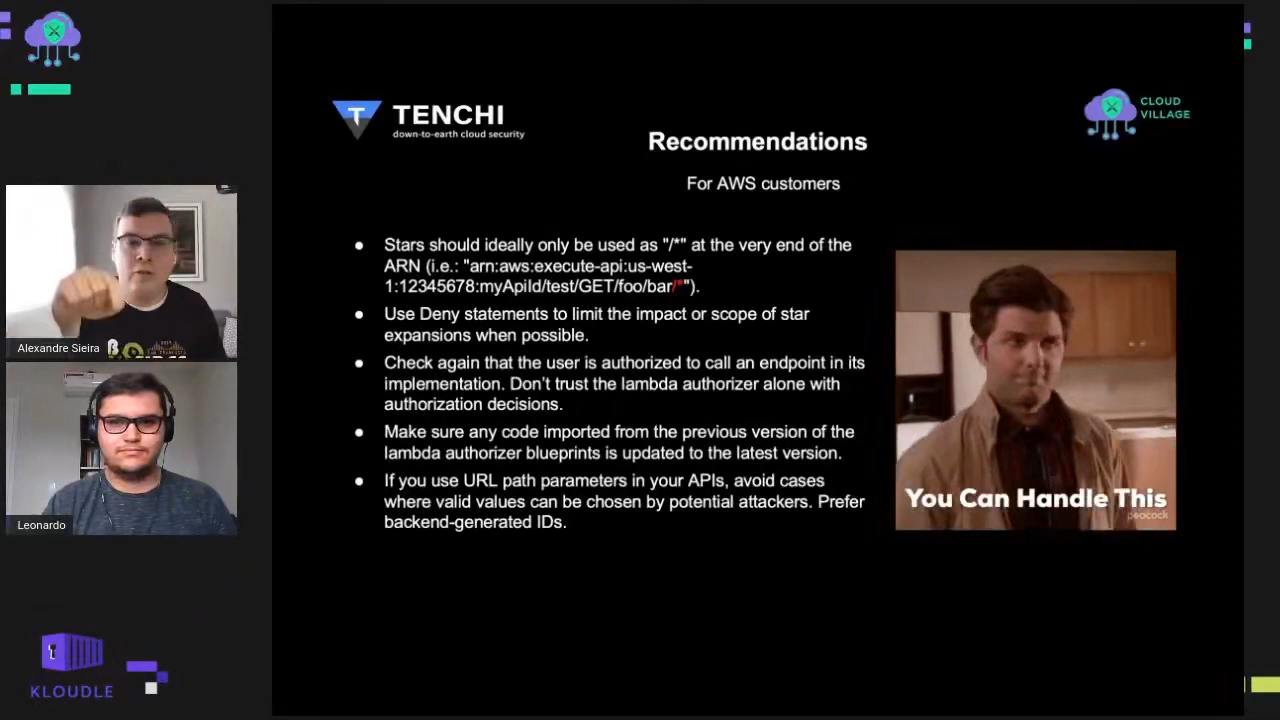 TENCHI
down-to-earth cloud security
CLOUD
VILLAGE
Recommendations
For AWS customers
● Stars should ideally only be used as "/*" at the very end of the
ARN (i.e.: "arn:aws:execute-api:us-west-
1:12345678:myApiId/test/GET/foo/bar/*").
● Use Deny statements to limit the impact or scope of star
expansions when possible.
● Check again that the user is authorized to call an endpoint in its
implementation. Don't trust the lambda authorizer alone with
authorization decisions.
● Make sure any code imported from the previous version of the
lambda authorizer blueprints is updated to the latest version.
● If you use URL path parameters in your APIs, avoid cases
where valid values can be chosen by potential attackers. Prefer
backend-generated IDs.
You Can Handle This
peacock
Alexandre Sieira
Leonardo
KLOUDLE